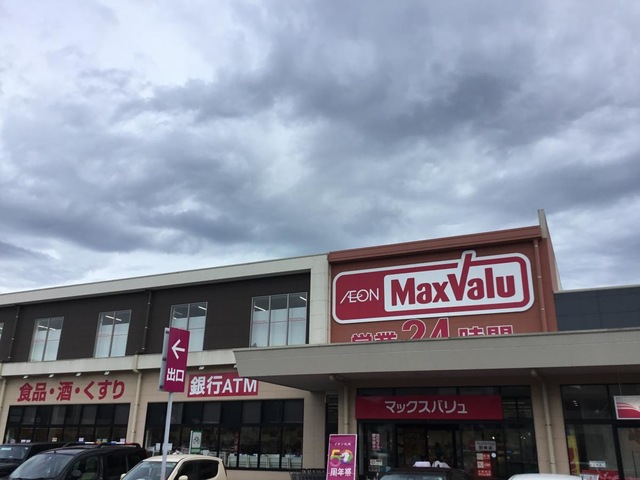 ÆON MaxValu
営業24時間
出口
食品・酒・くすり
銀行ATM
マックスバリュ
50
周年祭